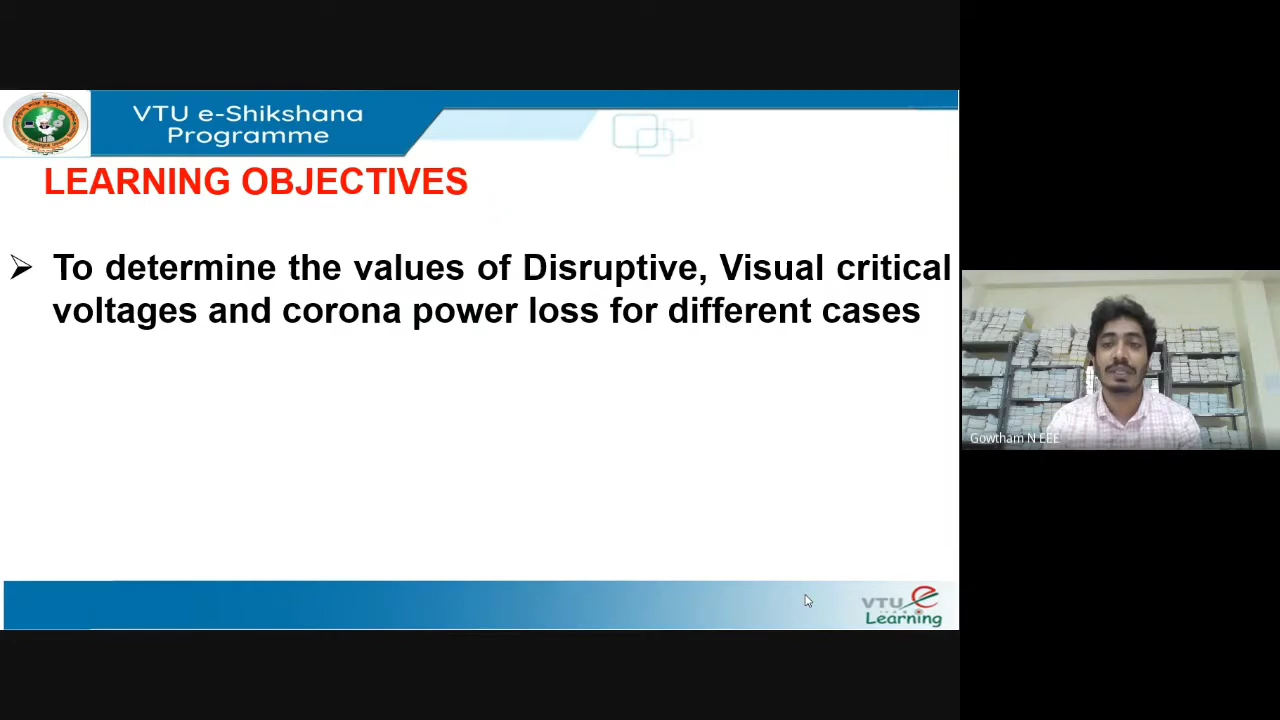 VTU e-Shikshana
Programme
LEARNING OBJECTIVES
➢ To determine the values of Disruptive, Visual critical
voltages and corona power loss for different cases
Gowtham N EEE
VTU e
Learning